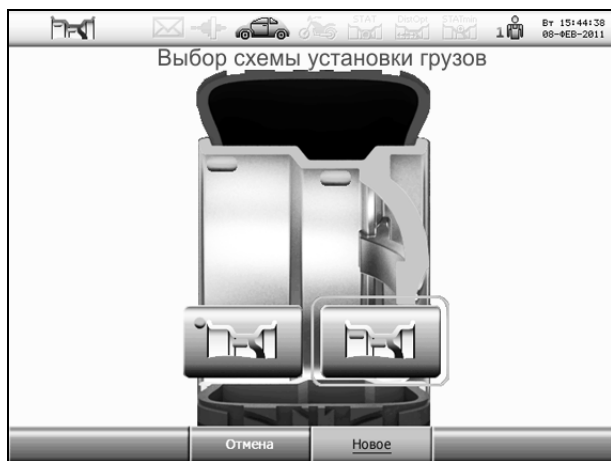 STAT DistOpt STATmin
1 Вт 15:44:38
08-ФЕВ-2011
Выбор схемы установки грузов
Отмена Новое